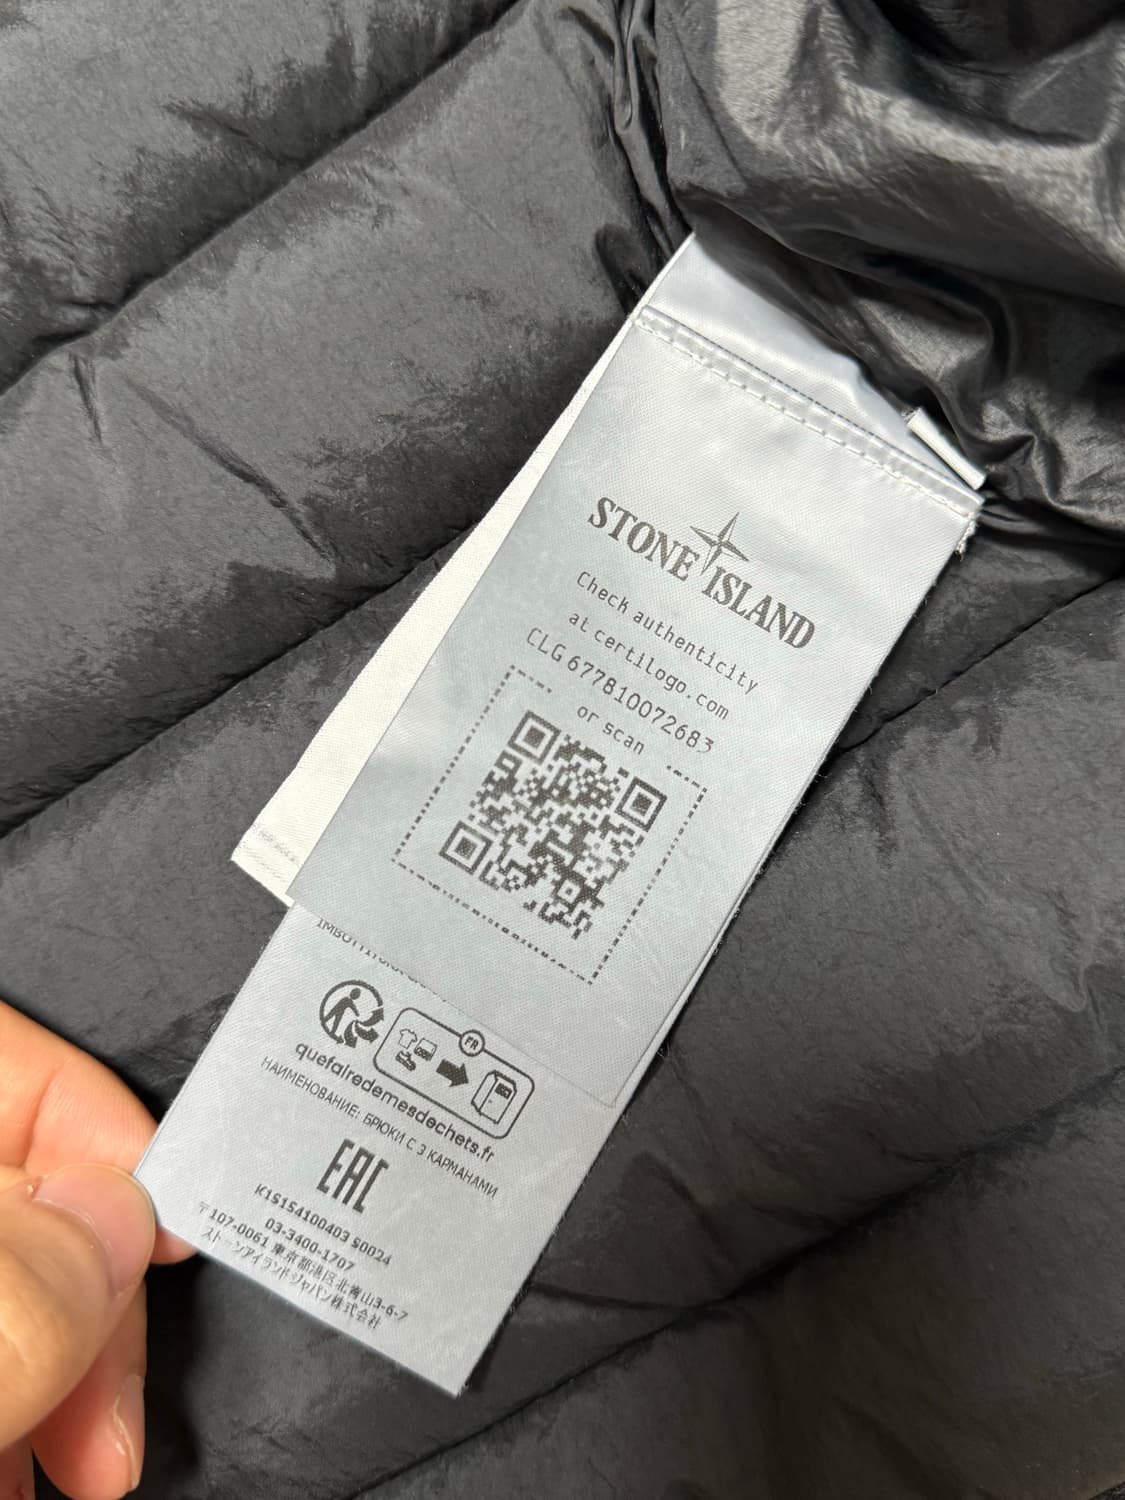 STONE ISLAND
Check authenticity
at certilogo.com
CLG 677810072683
or scan
FR
quefairedemesdechets.fr
НАИМЕНОВАНИЕ: БРЮКИ С 3 КАРМАНАМИ
EAC
K1S154100403 S0024
03-3400-1707
〒107-0061 東京都港区北青山3-6-7
ストーンアイランドジャパン株式会社